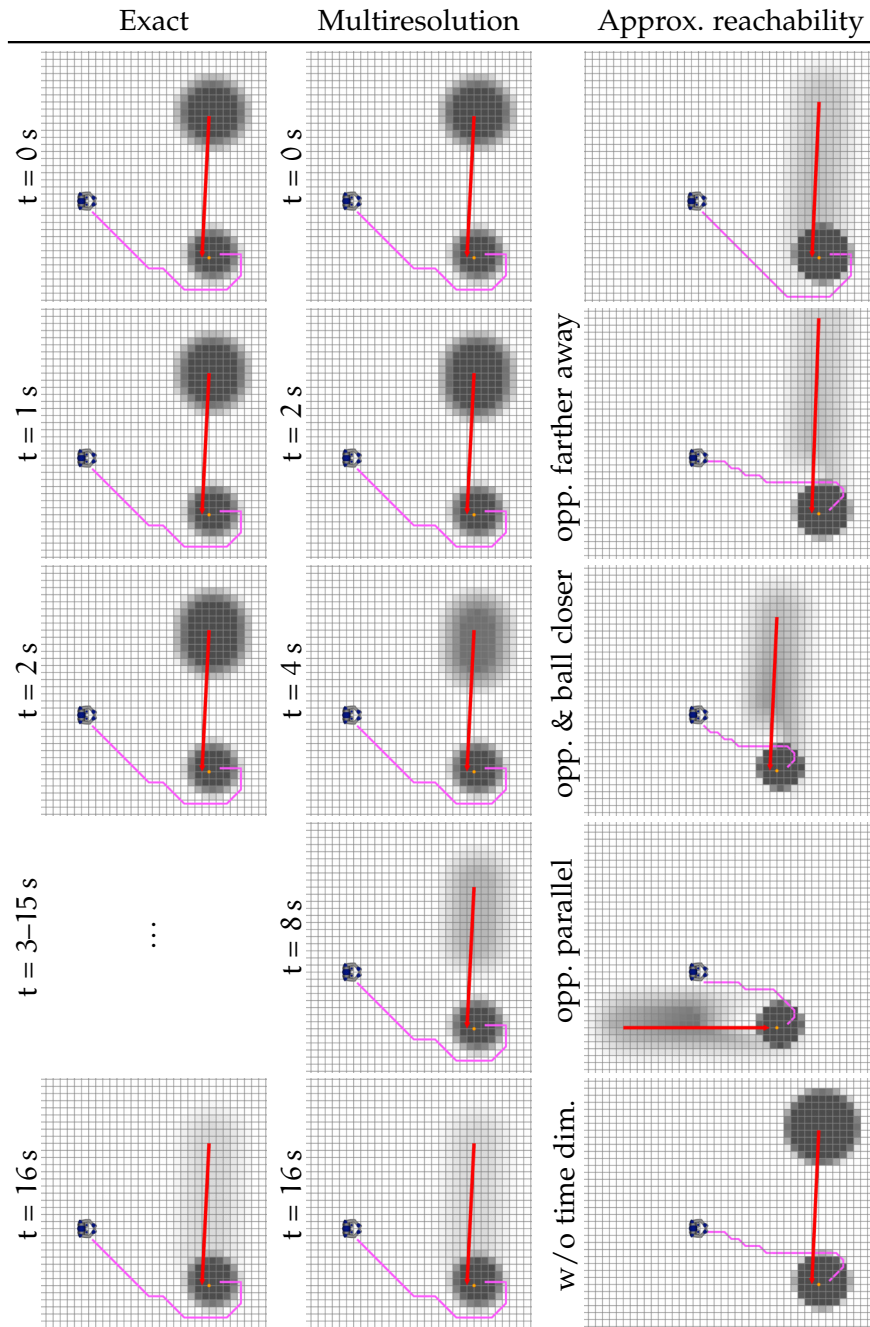 Exact Multiresolution Approx. reachability
t = 0 s
t = 0 s
t = 1 s
t = 2 s
opp. farther away
t = 2 s
t = 4 s
opp. & ball closer
t = 3–15 s
...
t = 8 s
opp. parallel
t = 16 s
t = 16 s
w/o time dim.